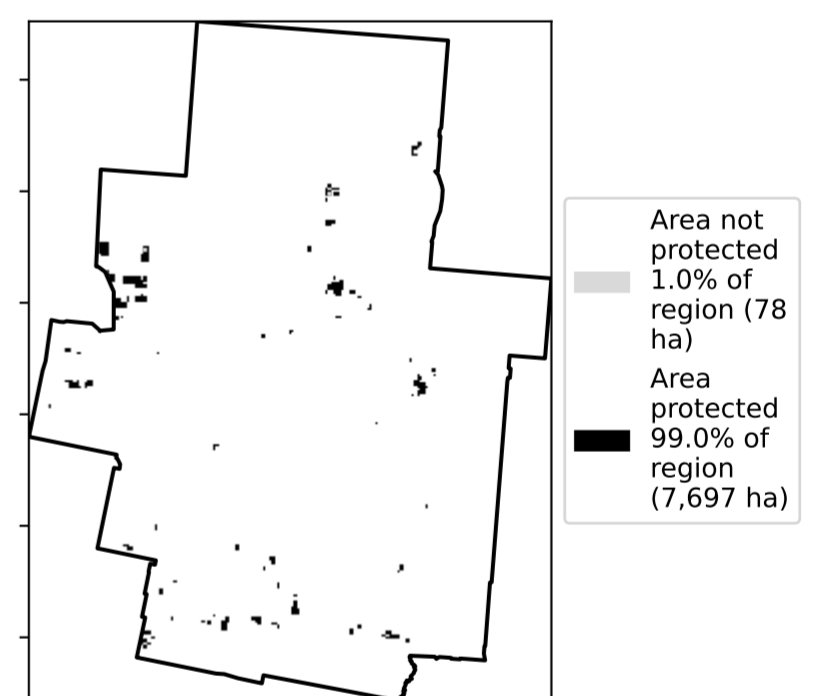 Area not
protected
1.0% of
region (78
ha)
Area
protected
99.0% of
region
(7,697 ha)